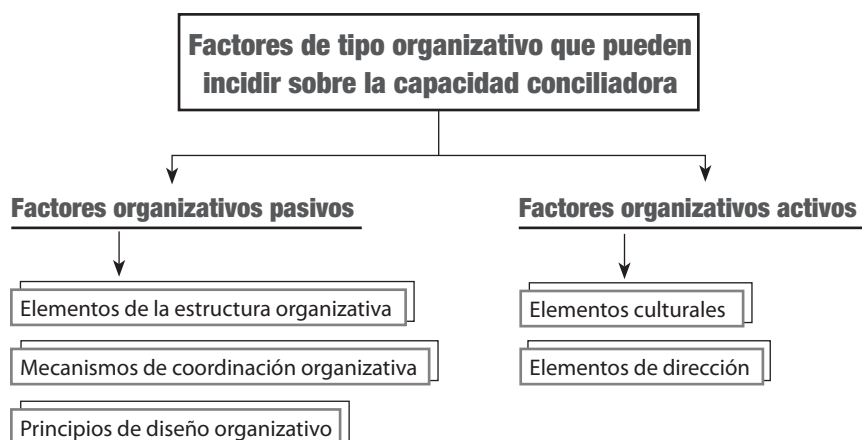 Factores de tipo organizativo que pueden
incidir sobre la capacidad conciliadora
Factores organizativos pasivos
Elementos de la estructura organizativa
Mecanismos de coordinación organizativa
Principios de diseño organizativo
Factores organizativos activos
Elementos culturales
Elementos de dirección